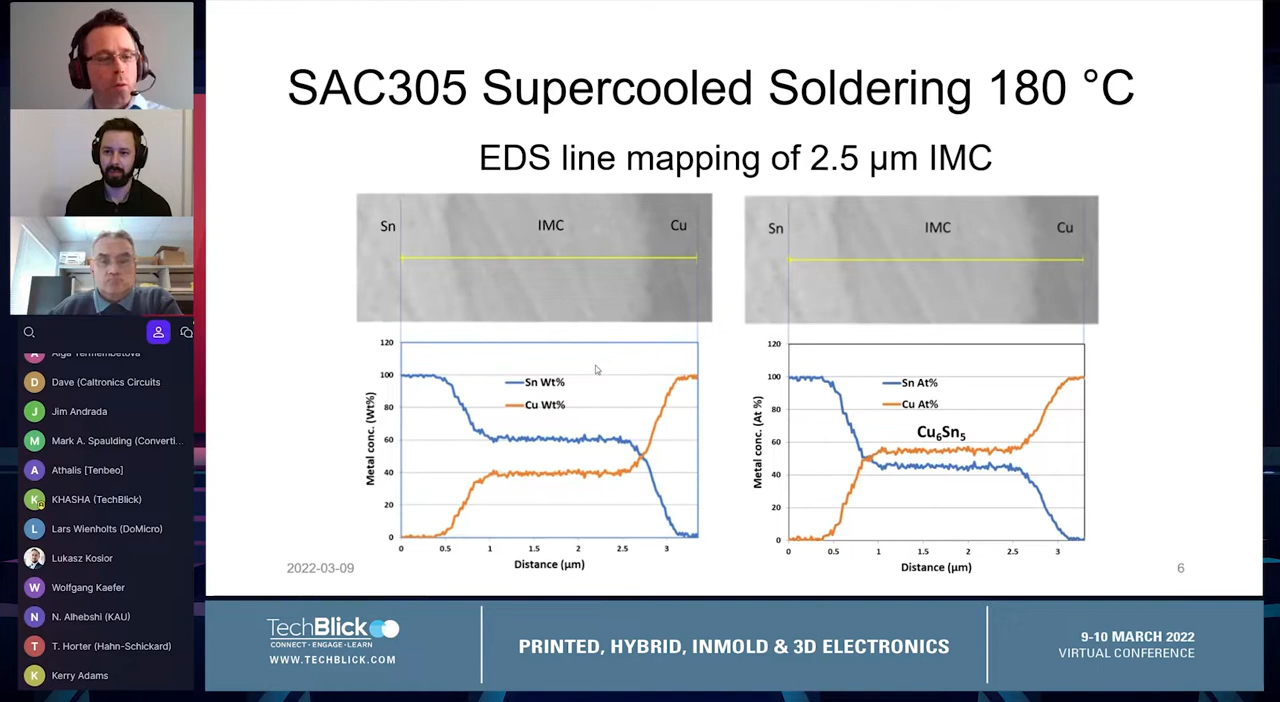 SAC305 Supercooled Soldering 180 °C
EDS line mapping of 2.5 µm IMC
Sn IMC Cu
Sn IMC Cu
120
100
80
60
40
20
0
0 0.5 1 1.5 2 2.5 3
Metal conc. (Wt%)
Distance (µm)
Sn Wt%
Cu Wt%
120
100
80
60
40
20
0
0 0.5 1 1.5 2 2.5 3
Metal conc. (At %)
Distance (µm)
Sn At%
Cu At%
Cu₆Sn₅
2022-03-09
6
D Dave (Caltronics Circuits
J Jim Andrada
M Mark A. Spaulding (Converti...
A Athalis [Tenbeo]
K KHASHA (TechBlick)
L Lars Wienholts (DoMicro)
Lukasz Kosior
W Wolfgang Kaefer
N N. Alhebshi (KAU)
T T. Horter (Hahn-Schickard)
K Kerry Adams
TechBlick
CONNECT • ENGAGE • LEARN
WWW.TECHBLICK.COM
PRINTED, HYBRID, INMOLD & 3D ELECTRONICS
9-10 MARCH 2022
VIRTUAL CONFERENCE